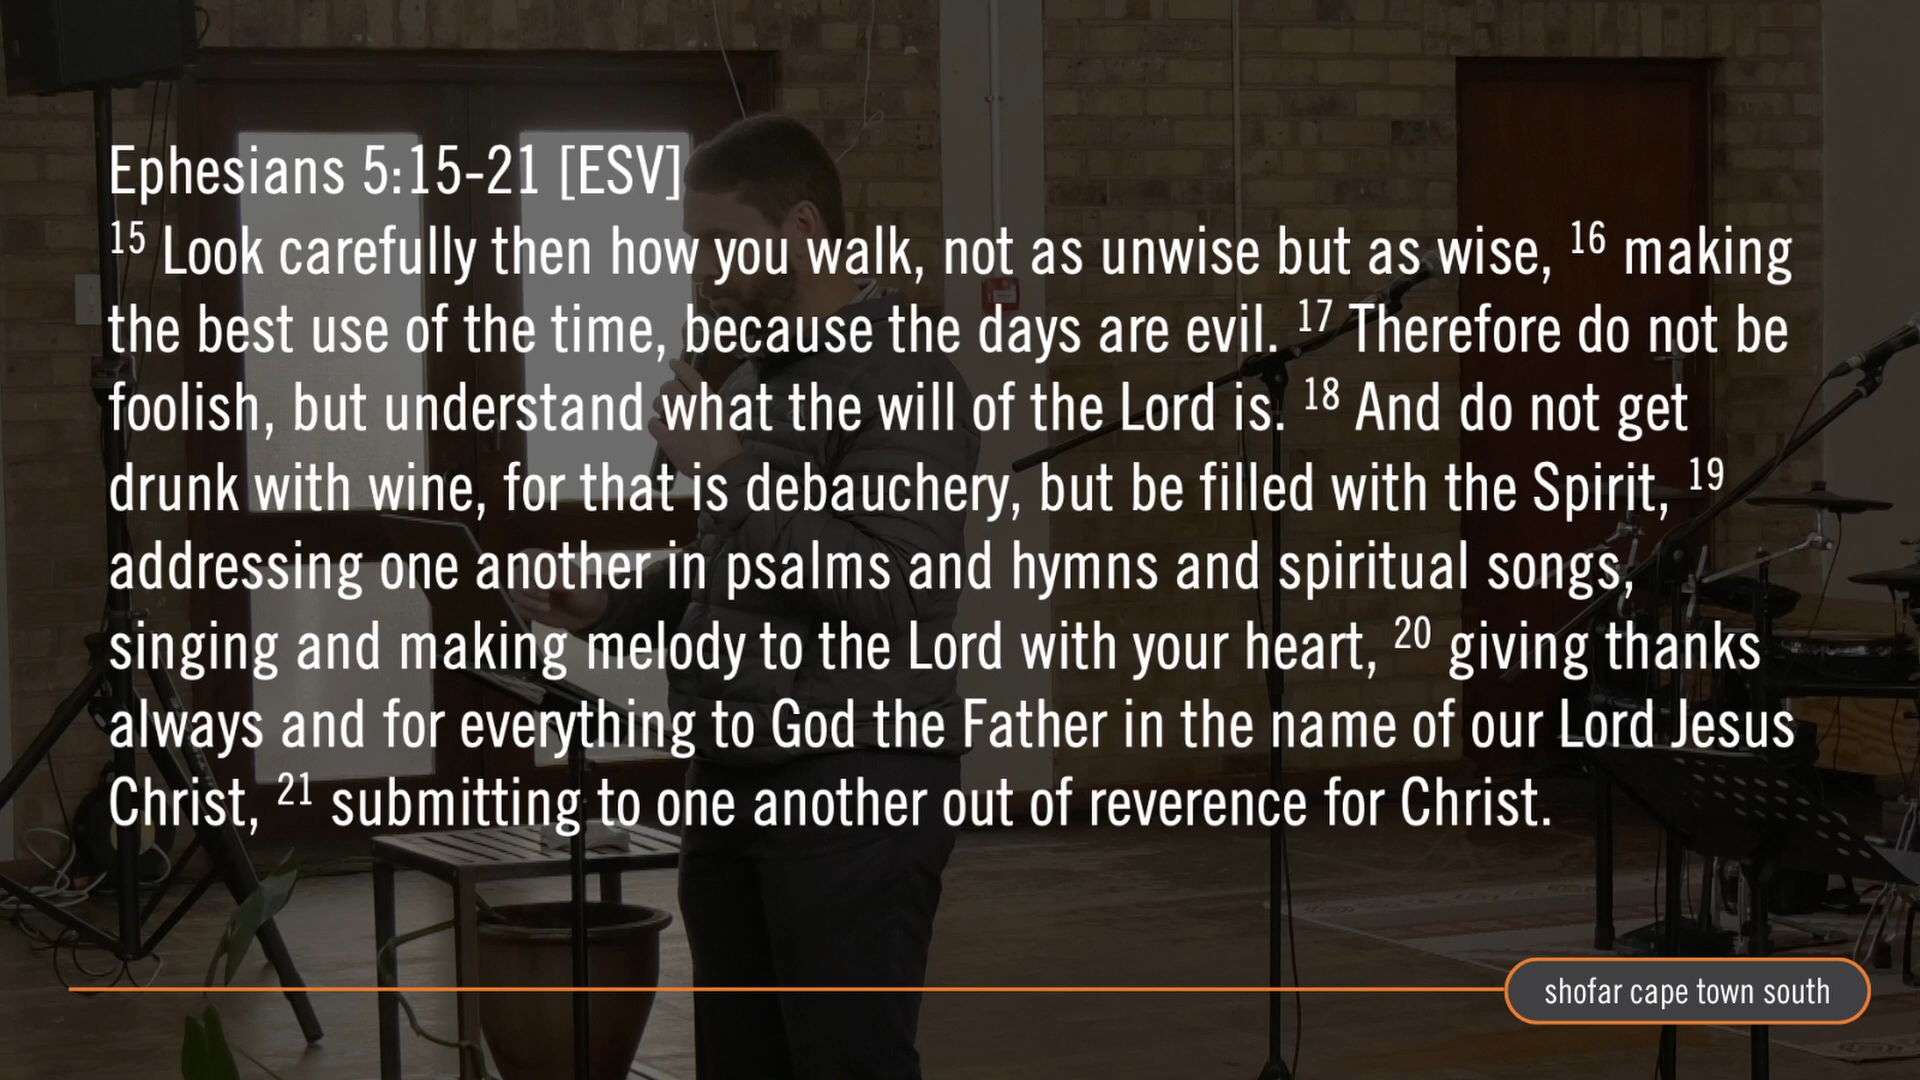 Ephesians 5:15-21 [ESV]
15 Look carefully then how you walk, not as unwise but as wise, 16 making
the best use of the time, because the days are evil. 17 Therefore do not be
foolish, but understand what the will of the Lord is. 18 And do not get
drunk with wine, for that is debauchery, but be filled with the Spirit, 19
addressing one another in psalms and hymns and spiritual songs,
singing and making melody to the Lord with your heart, 20 giving thanks
always and for everything to God the Father in the name of our Lord Jesus
Christ, 21 submitting to one another out of reverence for Christ.
shofar cape town south